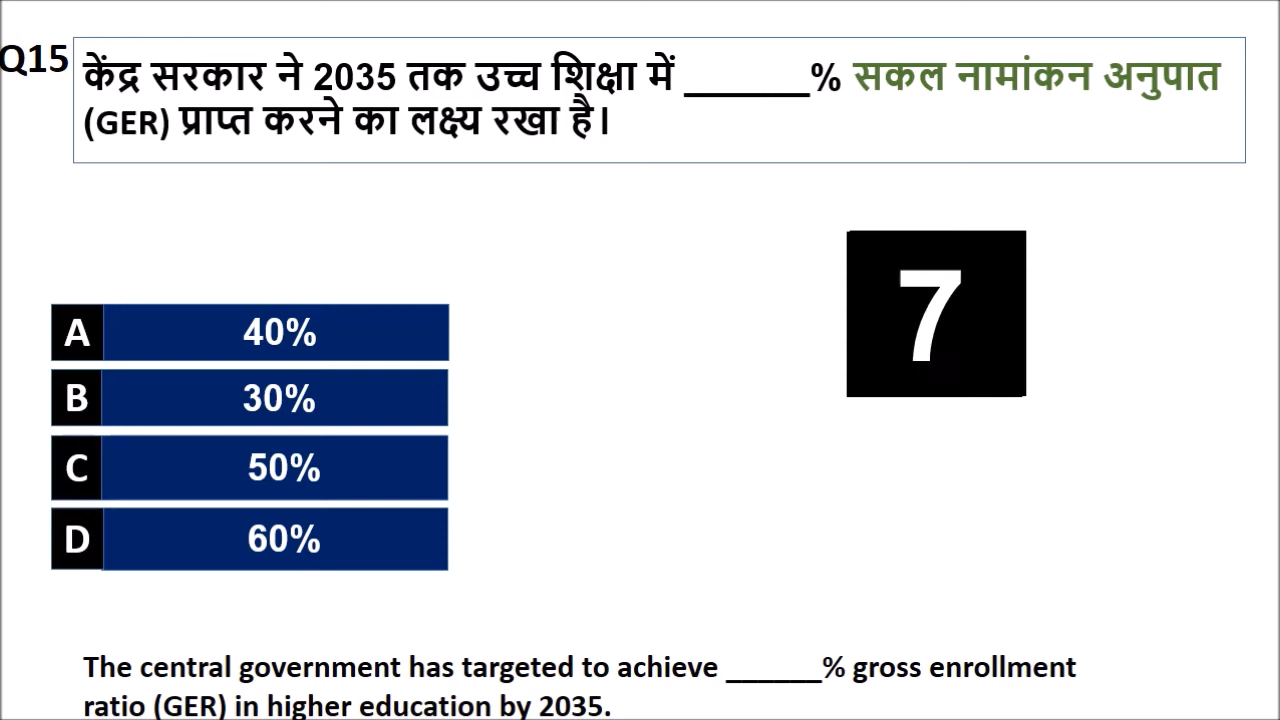 Q15
केंद्र सरकार ने 2035 तक उच्च शिक्षा में _______% सकल नामांकन अनुपात
(GER) प्राप्त करने का लक्ष्य रखा है।
7
A 40%
B 30%
C 50%
D 60%
The central government has targeted to achieve ______% gross enrollment
ratio (GER) in higher education by 2035.